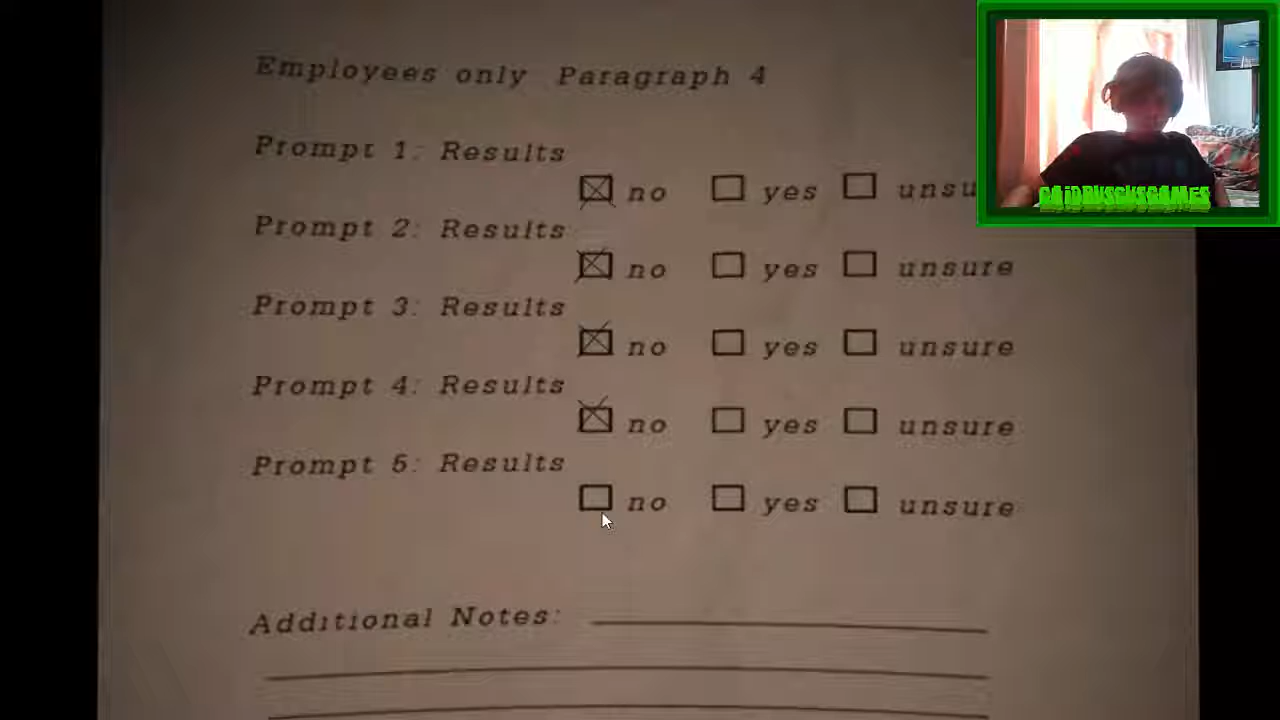 Employees only Paragraph 4
Prompt 1: Results
no yes unsu
Prompt 2: Results
no yes unsure
Prompt 3: Results
no yes unsure
Prompt 4: Results
no yes unsure
Prompt 5: Results
no yes unsure
Additional Notes: